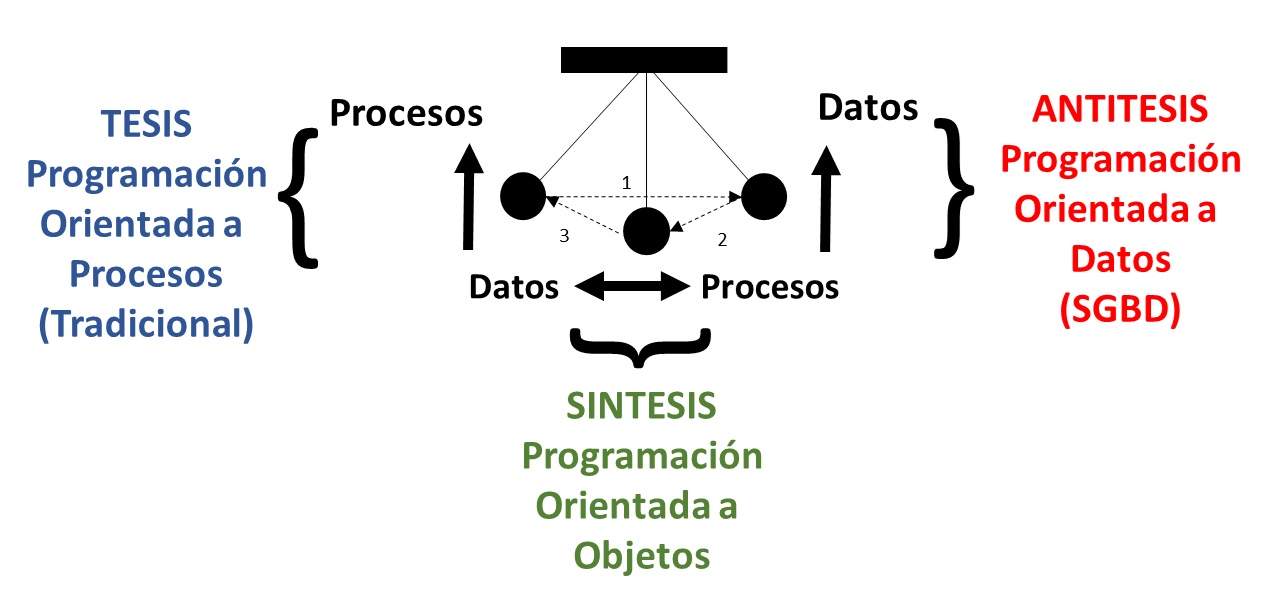 TESIS
Programación
Orientada a
Procesos
(Tradicional)
Procesos
Datos
1
3
2
Datos
Procesos
ANTITESIS
Programación
Orientada a
Datos
(SGBD)
SINTESIS
Programación
Orientada a
Objetos